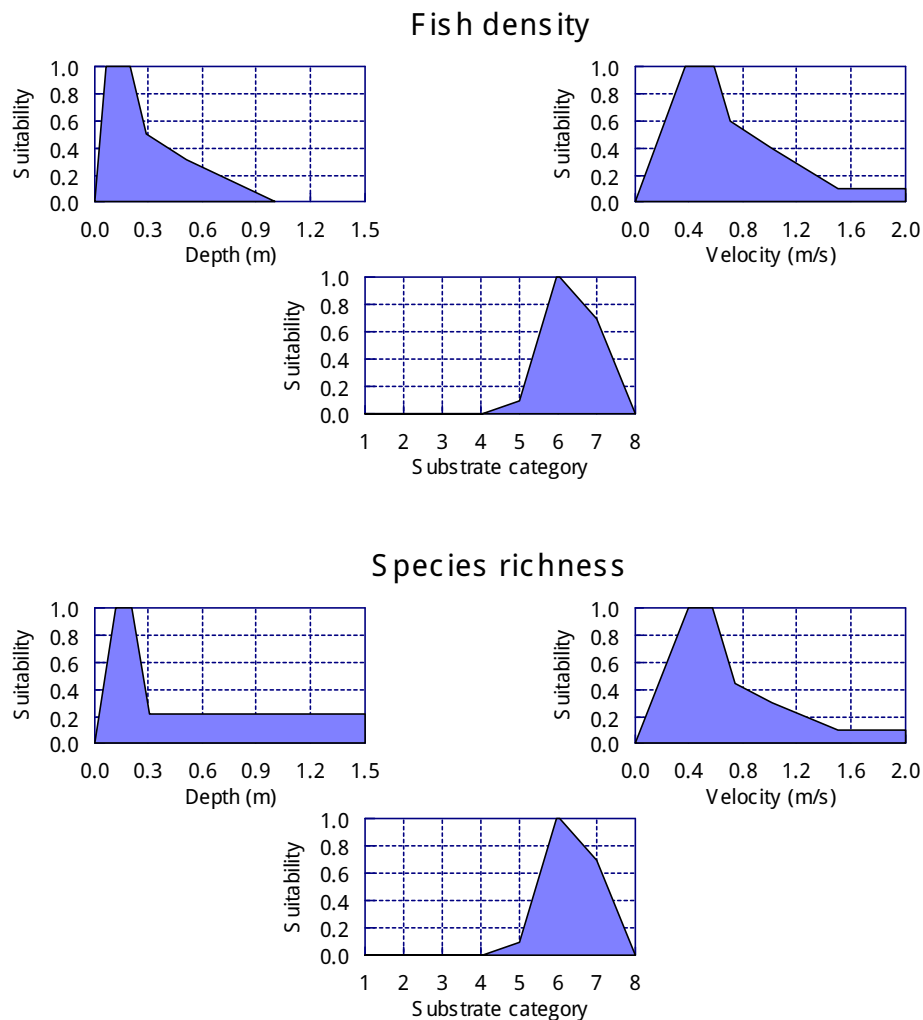 Fish density
Suitability
1.0
0.8
0.6
0.4
0.2
0.0
0.0 0.3 0.6 0.9 1.2 1.5
Depth (m)
Suitability
1.0
0.8
0.6
0.4
0.2
0.0
0.0 0.4 0.8 1.2 1.6 2.0
Velocity (m/s)
Suitability
1.0
0.8
0.6
0.4
0.2
0.0
1 2 3 4 5 6 7 8
Substrate category
Species richness
Suitability
1.0
0.8
0.6
0.4
0.2
0.0
0.0 0.3 0.6 0.9 1.2 1.5
Depth (m)
Suitability
1.0
0.8
0.6
0.4
0.2
0.0
0.0 0.4 0.8 1.2 1.6 2.0
Velocity (m/s)
Suitability
1.0
0.8
0.6
0.4
0.2
0.0
1 2 3 4 5 6 7 8
Substrate category